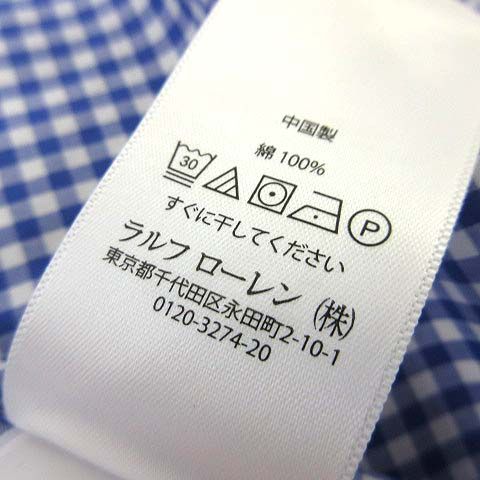 中国製
綿 100%
30 P
すぐに干してください
ラルフ ローレン (株)
東京都千代田区永田町2-10-1
0120-3274-20